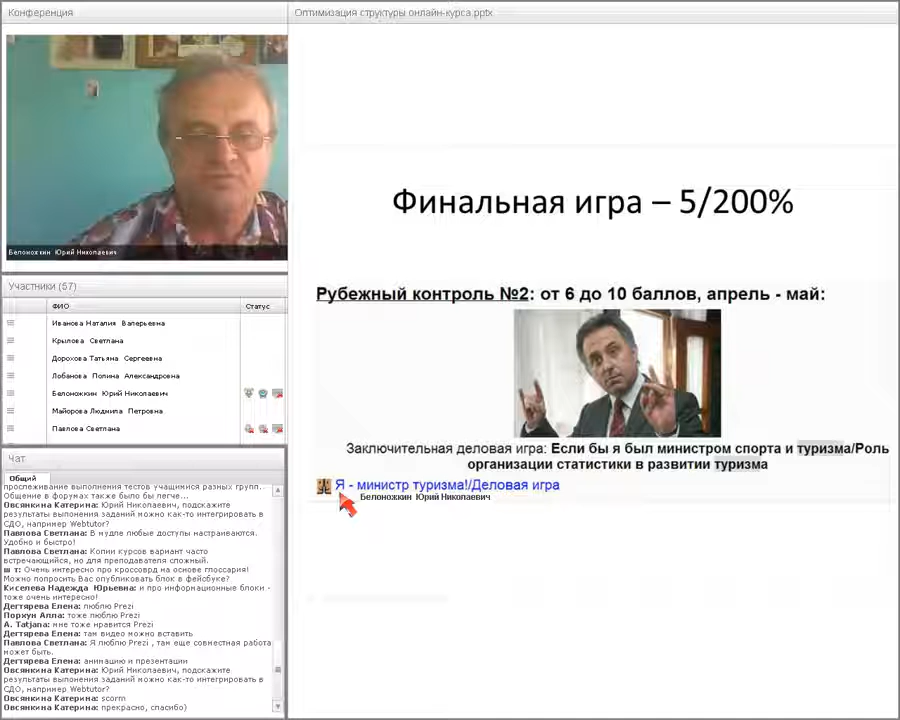 Конференция
Оптимизация структуры онлайн-курса.pptx
Белоножкин Юрий Николаевич
Участники (57)
ФИО
Статус
Иванова Наталия Валерьевна
Крылова Светлана
Дорохова Татьяна Сергеевна
Лобанова Полина Александровна
Белоножкин Юрий Николаевич
Майорова Людмила Петровна
Павлова Светлана
Чат
Общий
прослеживание выполнения тестов учащимися разных групп..
Общение в форумах также было бы легче...
Овсянкина Катерина: Юрий Николаевич, подскажите
результаты выпонения заданий можно как-то интегрировать в
СДО, например Webtutor?
Павлова Светлана: В мудле любые доступы настраиваются.
Удобно и быстро!
Павлова Светлана: Копии курсов вариант часто
встречающийся, но для преподавателя сложный.
ш т: Очень интересно про кроссворд на основе глоссария!
Можно попросить Вас опубликовать блок в фейсбуке?
Киселева Надежда Юрьевна: и про информационные блоки -
тоже очень интересно!
Дегтярева Елена: люблю Prezi
Порхун Алла: тоже люблю Prezi
A. Tatjana: мне тоже нравится Prezi
Дегтярева Елена: там видео можно вставить
Павлова Светлана: Я люблю Prezi , там еще совместная работа
может быть.
Дегтярева Елена: анинацию и презентации
Овсянкина Катерина: Юрий Николаевич, подскажите
результаты выпонения заданий можно как-то интегрировать в
СДО, например Webtutor?
Овсянкина Катерина: scorm
Овсянкина Катерина: прекрасно, спасибо)
Финальная игра – 5/200%
Рубежный контроль №2: от 6 до 10 баллов, апрель - май:
Заключительная деловая игра: Если бы я был министром спорта и туризма/Роль
организации статистики в развитии туризма
Я - министр туризма!/Деловая игра
Белоножкин Юрий Николаевич